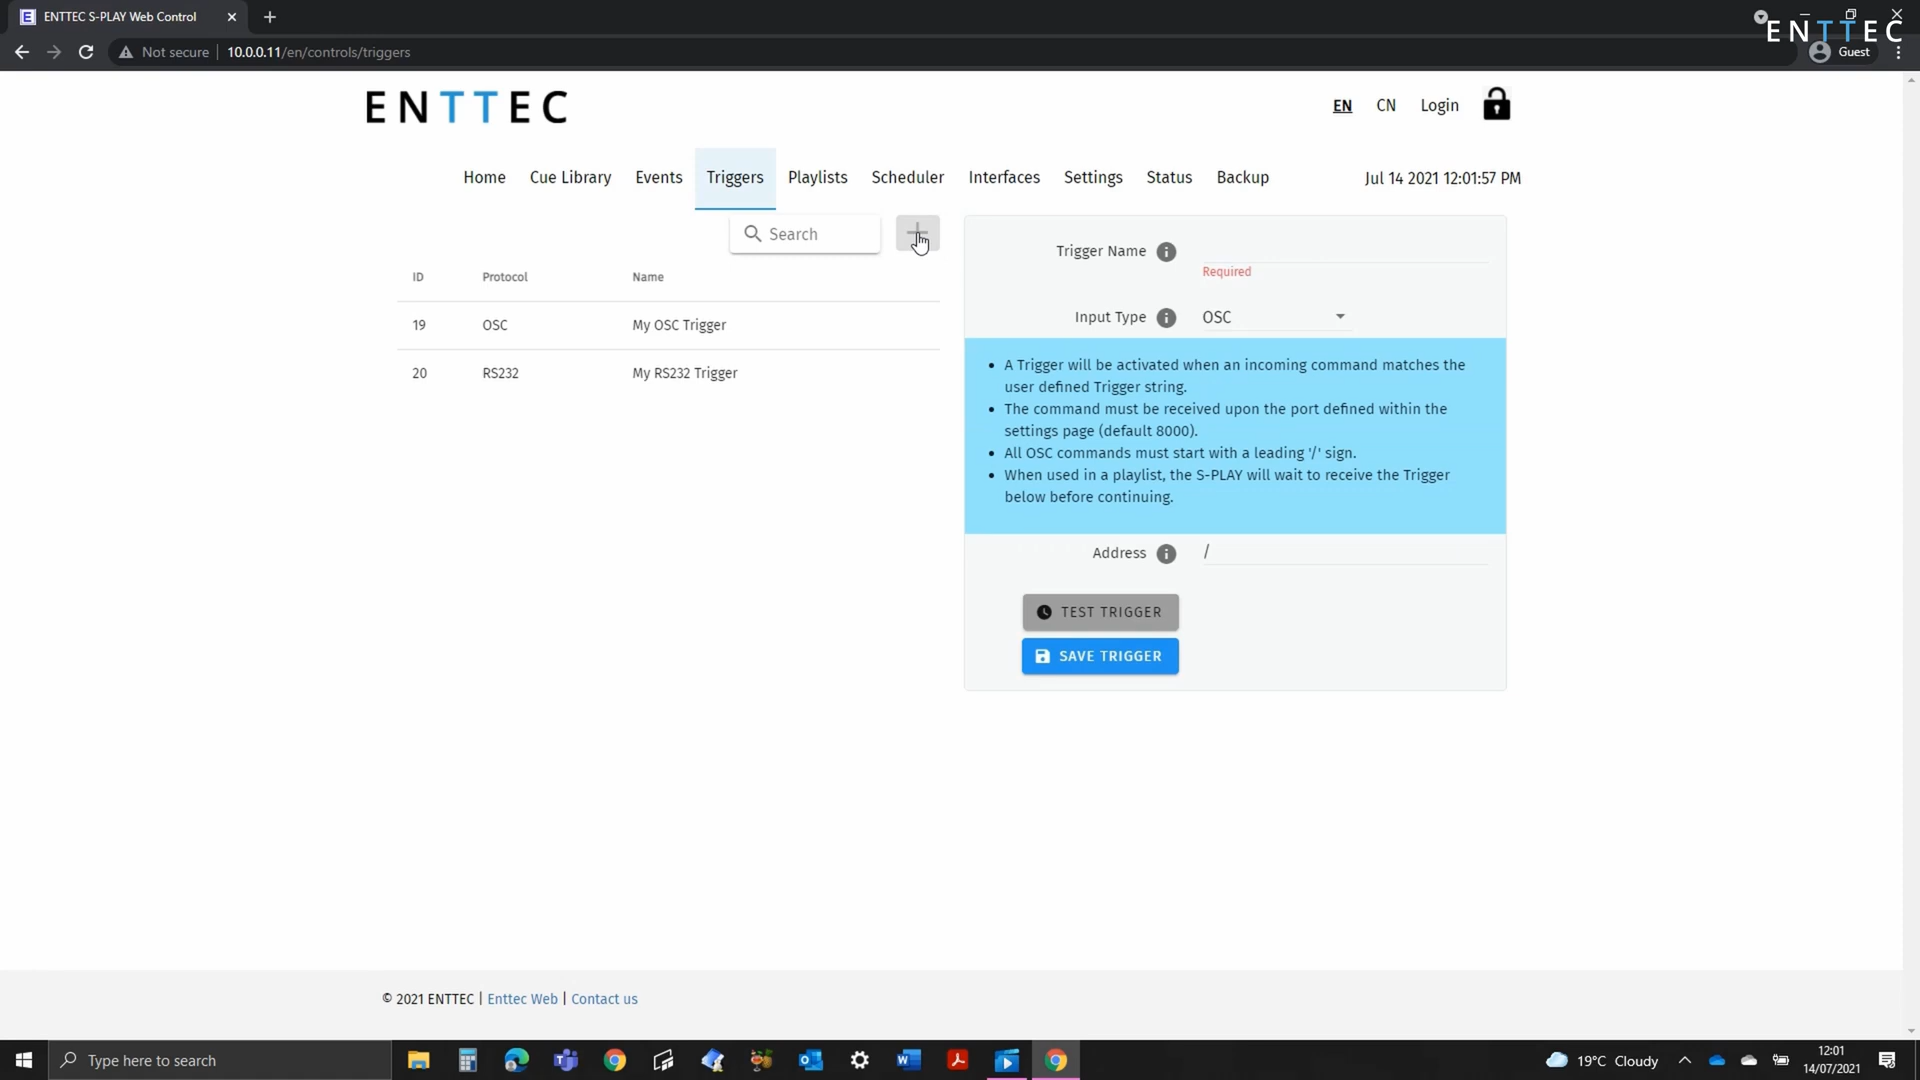 ENTTEC S-PLAY Web Control
ENTTEC
Not secure
10.0.0.11/en/controls/triggers
Guest
ENTTEC
EN
CN
Login
Home
Cue Library
Events
Triggers
Playlists
Scheduler
Interfaces
Settings
Status
Backup
Jul 14 2021 12:01:57 PM
Search
ID
Protocol
Name
19
OSC
My OSC Trigger
20
RS232
My RS232 Trigger
Trigger Name
Required
Input Type
OSC
• A Trigger will be activated when an incoming command matches the
user defined Trigger string.
• The command must be received upon the port defined within the
settings page (default 8000).
• All OSC commands must start with a leading '/' sign.
• When used in a playlist, the S-PLAY will wait to receive the Trigger
below before continuing.
Address
/
TEST TRIGGER
SAVE TRIGGER
© 2021 ENTTEC | Enttec Web | Contact us
Type here to search
19°C Cloudy
12:01
14/07/2021